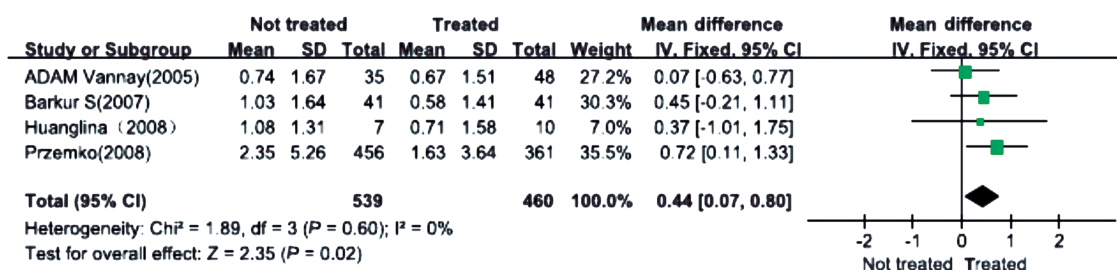 Not treated Treated Mean difference Mean difference
Study or Subgroup Mean SD Total Mean SD Total Weight IV, Fixed, 95% CI IV, Fixed, 95% CI
ADAM Vannay(2005) 0.74 1.67 35 0.67 1.51 48 27.2% 0.07 [-0.63, 0.77]
Barkur S(2007) 1.03 1.64 41 0.58 1.41 41 30.3% 0.45 [-0.21, 1.11]
Huanglina（2008） 1.08 1.31 7 0.71 1.58 10 7.0% 0.37 [-1.01, 1.75]
Przemko(2008) 2.35 5.26 456 1.63 3.64 361 35.5% 0.72 [0.11, 1.33]
Total (95% CI) 539 460 100.0% 0.44 [0.07, 0.80]
Heterogeneity: Chi² = 1.89, df = 3 (P = 0.60); I² = 0%
Test for overall effect: Z = 2.35 (P = 0.02)
-2 -1 0 1 2
Not treated Treated